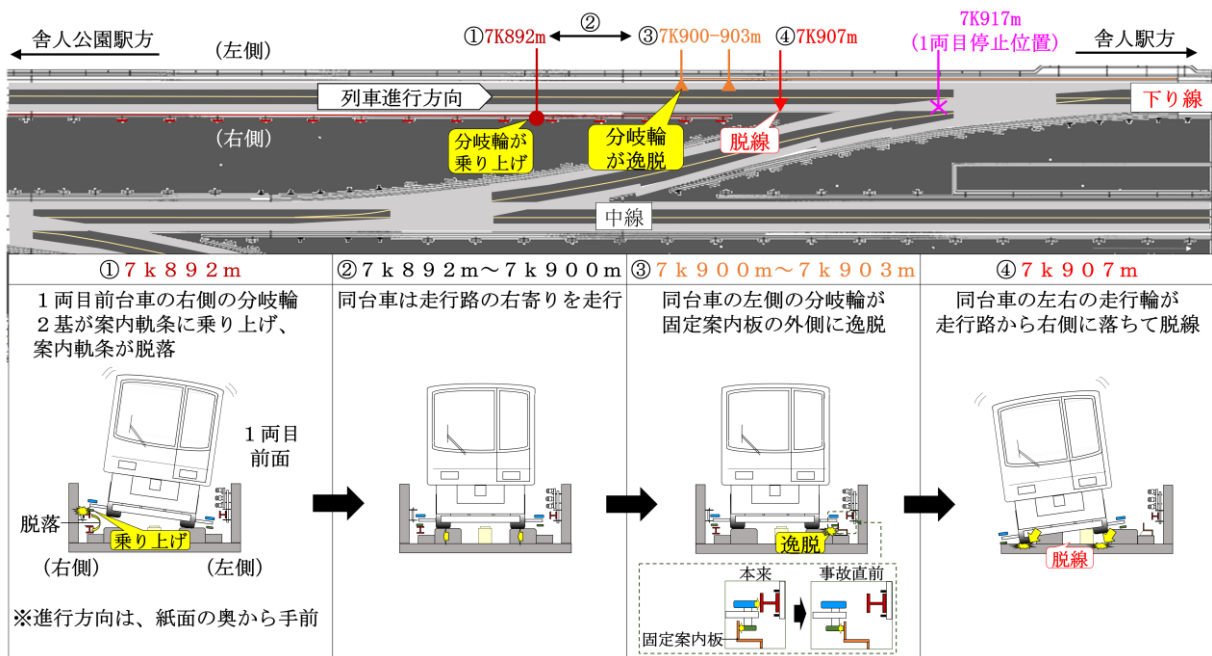 舎人公園駅方
(左側)
①7K892m
②
③7K900-903m
④7K907m
7K917m
(1両目停止位置)
舎人駅方
列車進行方向
下り線
(右側)
分岐輪が
乗り上げ
分岐輪
が逸脱
脱線
中線
①７ｋ８９２ｍ
１両目前台車の右側の分岐輪
２基が案内軌条に乗り上げ、
案内軌条が脱落
１両目
前面
脱落
乗り上げ
(右側)
(左側)
※進行方向は、紙面の奥から手前
②７ｋ８９２ｍ～７ｋ９００ｍ
同台車は走行路の右寄りを走行
③７ｋ９００ｍ～７ｋ９０３ｍ
同台車の左側の分岐輪が
固定案内板の外側に逸脱
逸脱
本来
事故直前
固定案内板
④７ｋ９０７ｍ
同台車の左右の走行輪が
走行路から右側に落ちて脱線
脱線